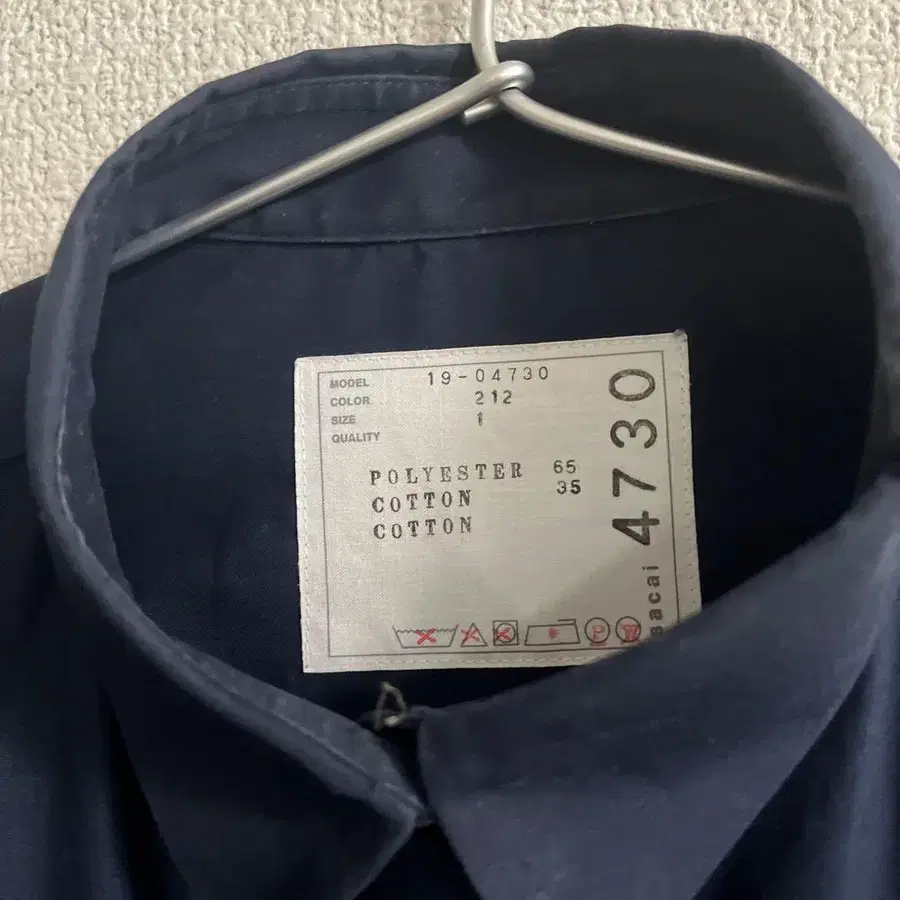 MODEL 19-04730
COLOR 212
SIZE 1
QUALITY
POLYESTER 65
COTTON 35
COTTON
sacai 4730
P W